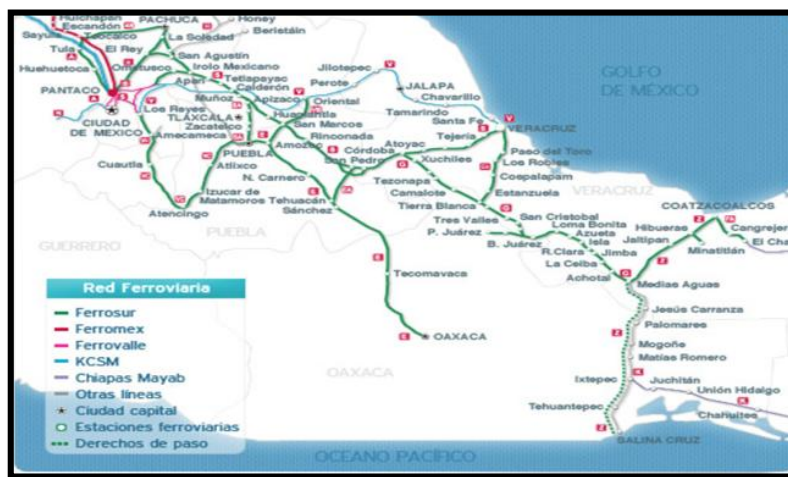 Huichapan
Escandón
Teocalco
Sayula
Tula
El Rey
Huehuetoca
Ometusco
PANTACO
CIUDAD
DE MEXICO
PACHUCA
Honey
Beristáin
La Soledad
San Agustín
Irolo Mexicano
Tetlapayac
Apan
Calderón
Los Reyes
Muñoz
Apizaco
TLAXCALA
Zacatelco
Amecameca
PUEBLA
Huamantla
San Marcos
Oriental
Perote
Jilotepec
JALAPA
Chavarillo
Tamarindo
Santa Fe
VERACRUZ
Tejería
GOLFO
DE MÉXICO
Cuautla
Atlixco
Amozoc
Rinconada
San Pedro
Córdoba
Atoyac
Xuchiles
Paso del Toro
Los Robles
Coepalapam
Estanzuela
N. Carnero
Izucar de
Matamoros
Atencingo
Tehuacán
Sánchez
Tezonapa
Camalote
Tierra Blanca
Tres Valles
P. Juárez
B. Juárez
San Cristobal
Loma Bonita
Azueta
Isla
R.Clara
Jimba
La Ceiba
Achotal
VERACRUZ
COATZACOALCOS
Hibueras
Jaltipan
Cangrejer
El Cha
Minatitlán
Medias Aguas
GUERRERO
PUEBLA
Tecomavaca
OAXACA
OAXACA
Jesús Carranza
Palomares
Mogoñe
Matías Romero
Ixtepec
Juchitán
Unión Hidalgo
Tehuantepec
Chahuites
SALINA CRUZ
Red Ferroviaria
Ferrosur
Ferromex
Ferrovalle
KCSM
Chiapas Mayab
Otras líneas
Ciudad capital
Estaciones ferroviarias
Derechos de paso
OCEANO PACÍFICO